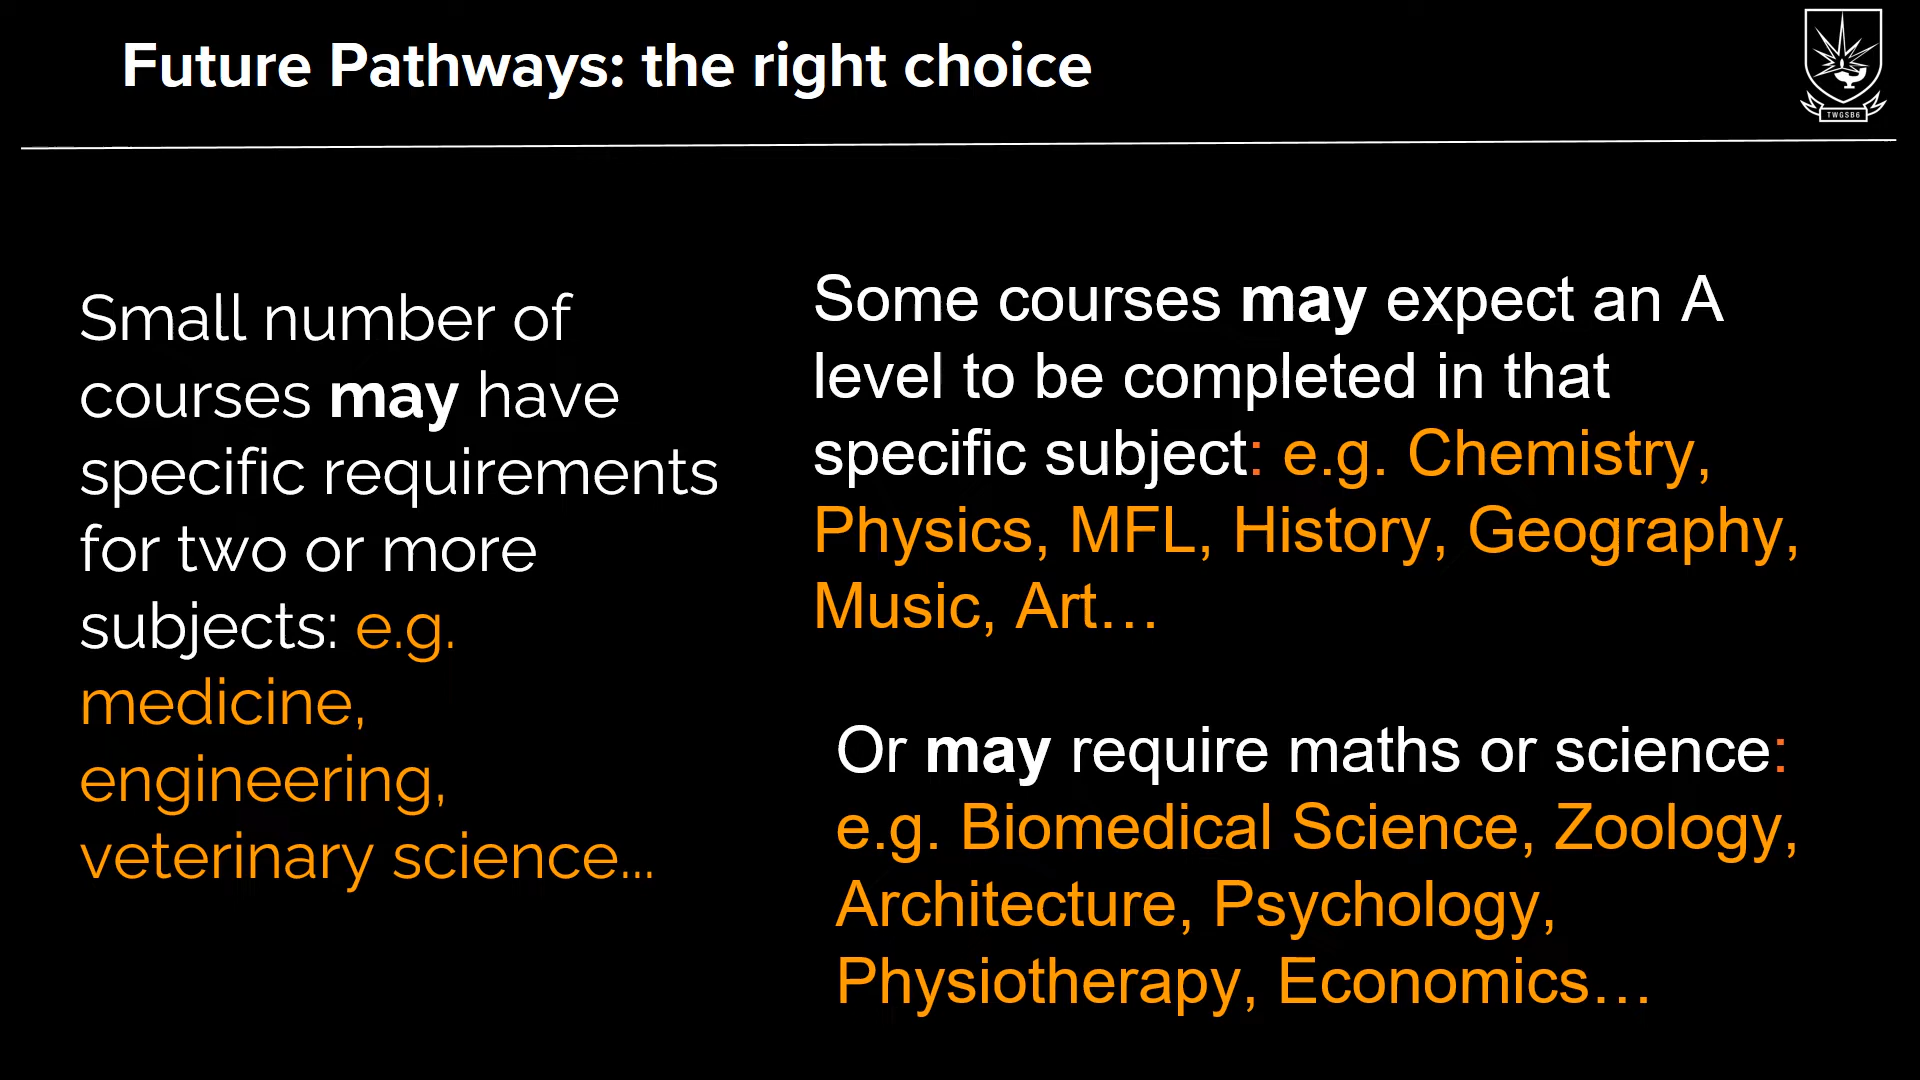 Future Pathways: the right choice
TWGSB6
Small number of
courses may have
specific requirements
for two or more
subjects: e.g.
medicine,
engineering,
veterinary science...
Some courses may expect an A
level to be completed in that
specific subject: e.g. Chemistry,
Physics, MFL, History, Geography,
Music, Art…
Or may require maths or science:
e.g. Biomedical Science, Zoology,
Architecture, Psychology,
Physiotherapy, Economics…